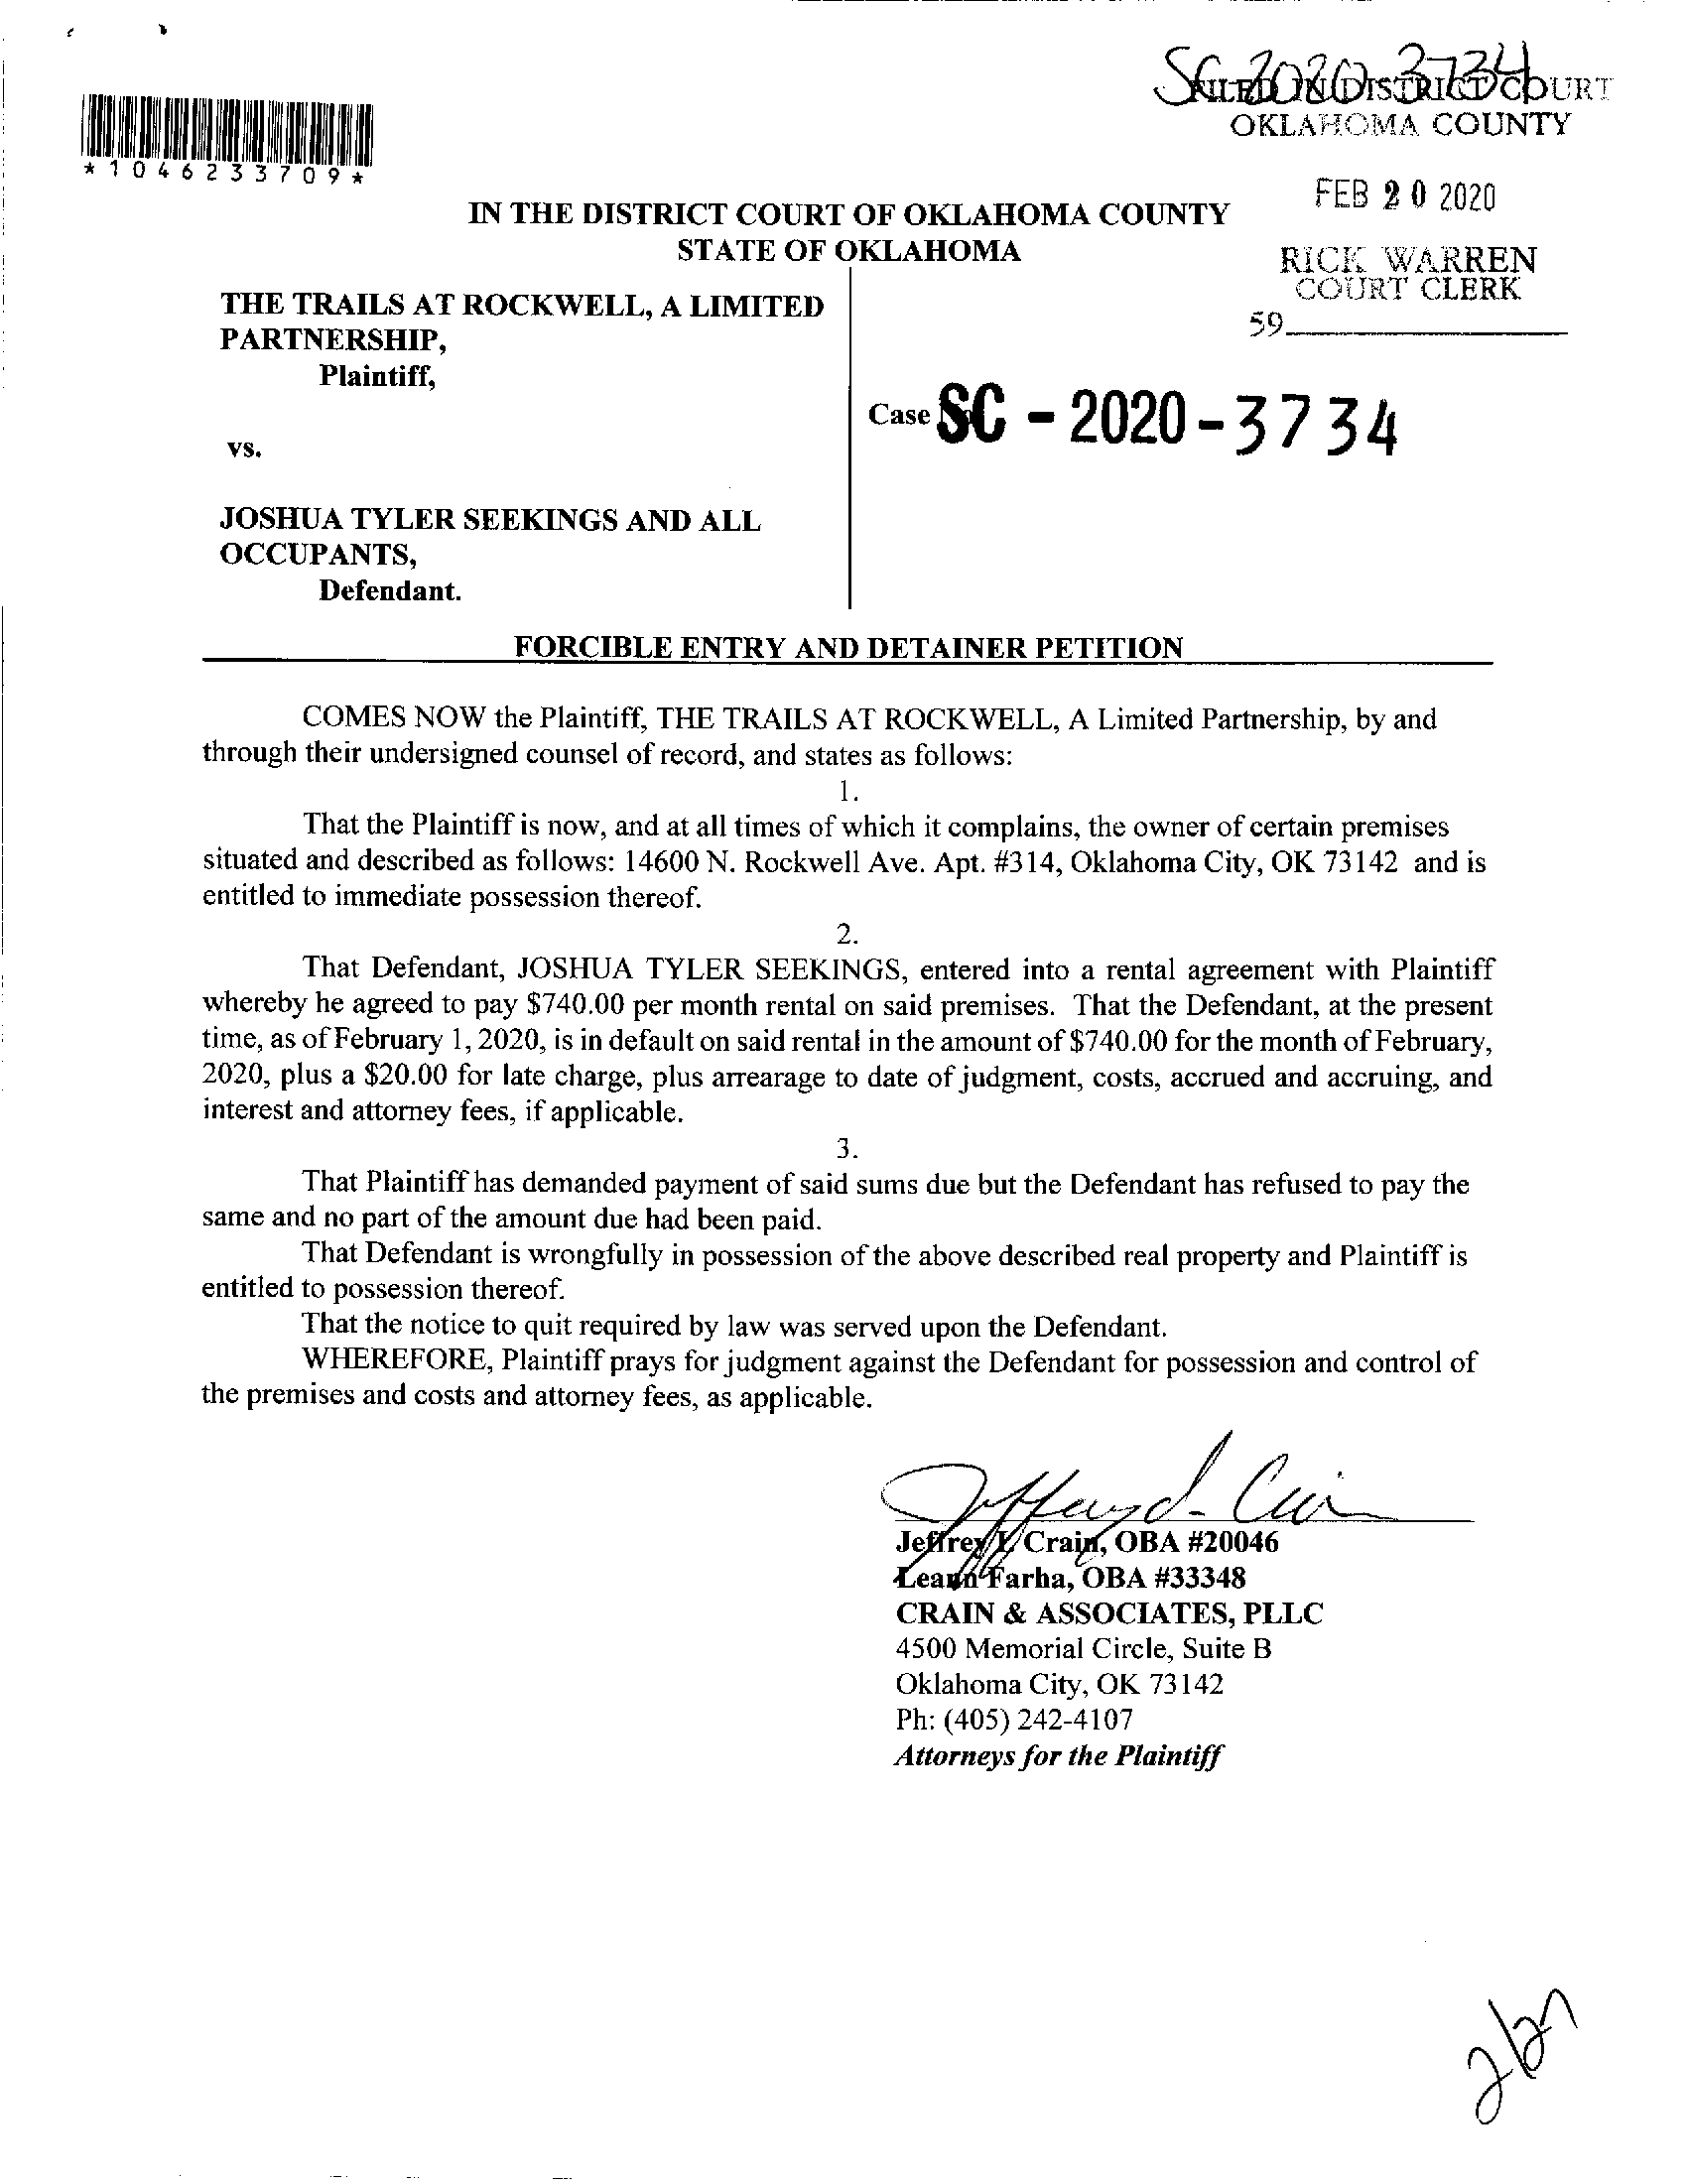 SC-2020-3734
FILED IN DISTRICT COURT
OKLAHOMA COUNTY
*1046233709*
FEB 20 2020
IN THE DISTRICT COURT OF OKLAHOMA COUNTY
STATE OF OKLAHOMA
RICK WARREN
COURT CLERK
59
THE TRAILS AT ROCKWELL, A LIMITED
PARTNERSHIP,
Plaintiff,
Case No. SC - 2020 - 3734
vs.
JOSHUA TYLER SEEKINGS AND ALL
OCCUPANTS,
Defendant.
FORCIBLE ENTRY AND DETAINER PETITION
COMES NOW the Plaintiff, THE TRAILS AT ROCKWELL, A Limited Partnership, by and
through their undersigned counsel of record, and states as follows:
1.
That the Plaintiff is now, and at all times of which it complains, the owner of certain premises
situated and described as follows: 14600 N. Rockwell Ave. Apt. #314, Oklahoma City, OK 73142 and is
entitled to immediate possession thereof.
2.
That Defendant, JOSHUA TYLER SEEKINGS, entered into a rental agreement with Plaintiff
whereby he agreed to pay $740.00 per month rental on said premises. That the Defendant, at the present
time, as of February 1, 2020, is in default on said rental in the amount of $740.00 for the month of February,
2020, plus a $20.00 for late charge, plus arrearage to date of judgment, costs, accrued and accruing, and
interest and attorney fees, if applicable.
3.
That Plaintiff has demanded payment of said sums due but the Defendant has refused to pay the
same and no part of the amount due had been paid.
That Defendant is wrongfully in possession of the above described real property and Plaintiff is
entitled to possession thereof.
That the notice to quit required by law was served upon the Defendant.
WHEREFORE, Plaintiff prays for judgment against the Defendant for possession and control of
the premises and costs and attorney fees, as applicable.
Jeffrey L Crain, OBA #20046
Leann Farha, OBA #33348
CRAIN & ASSOCIATES, PLLC
4500 Memorial Circle, Suite B
Oklahoma City, OK 73142
Ph: (405) 242-4107
Attorneys for the Plaintiff
2/27